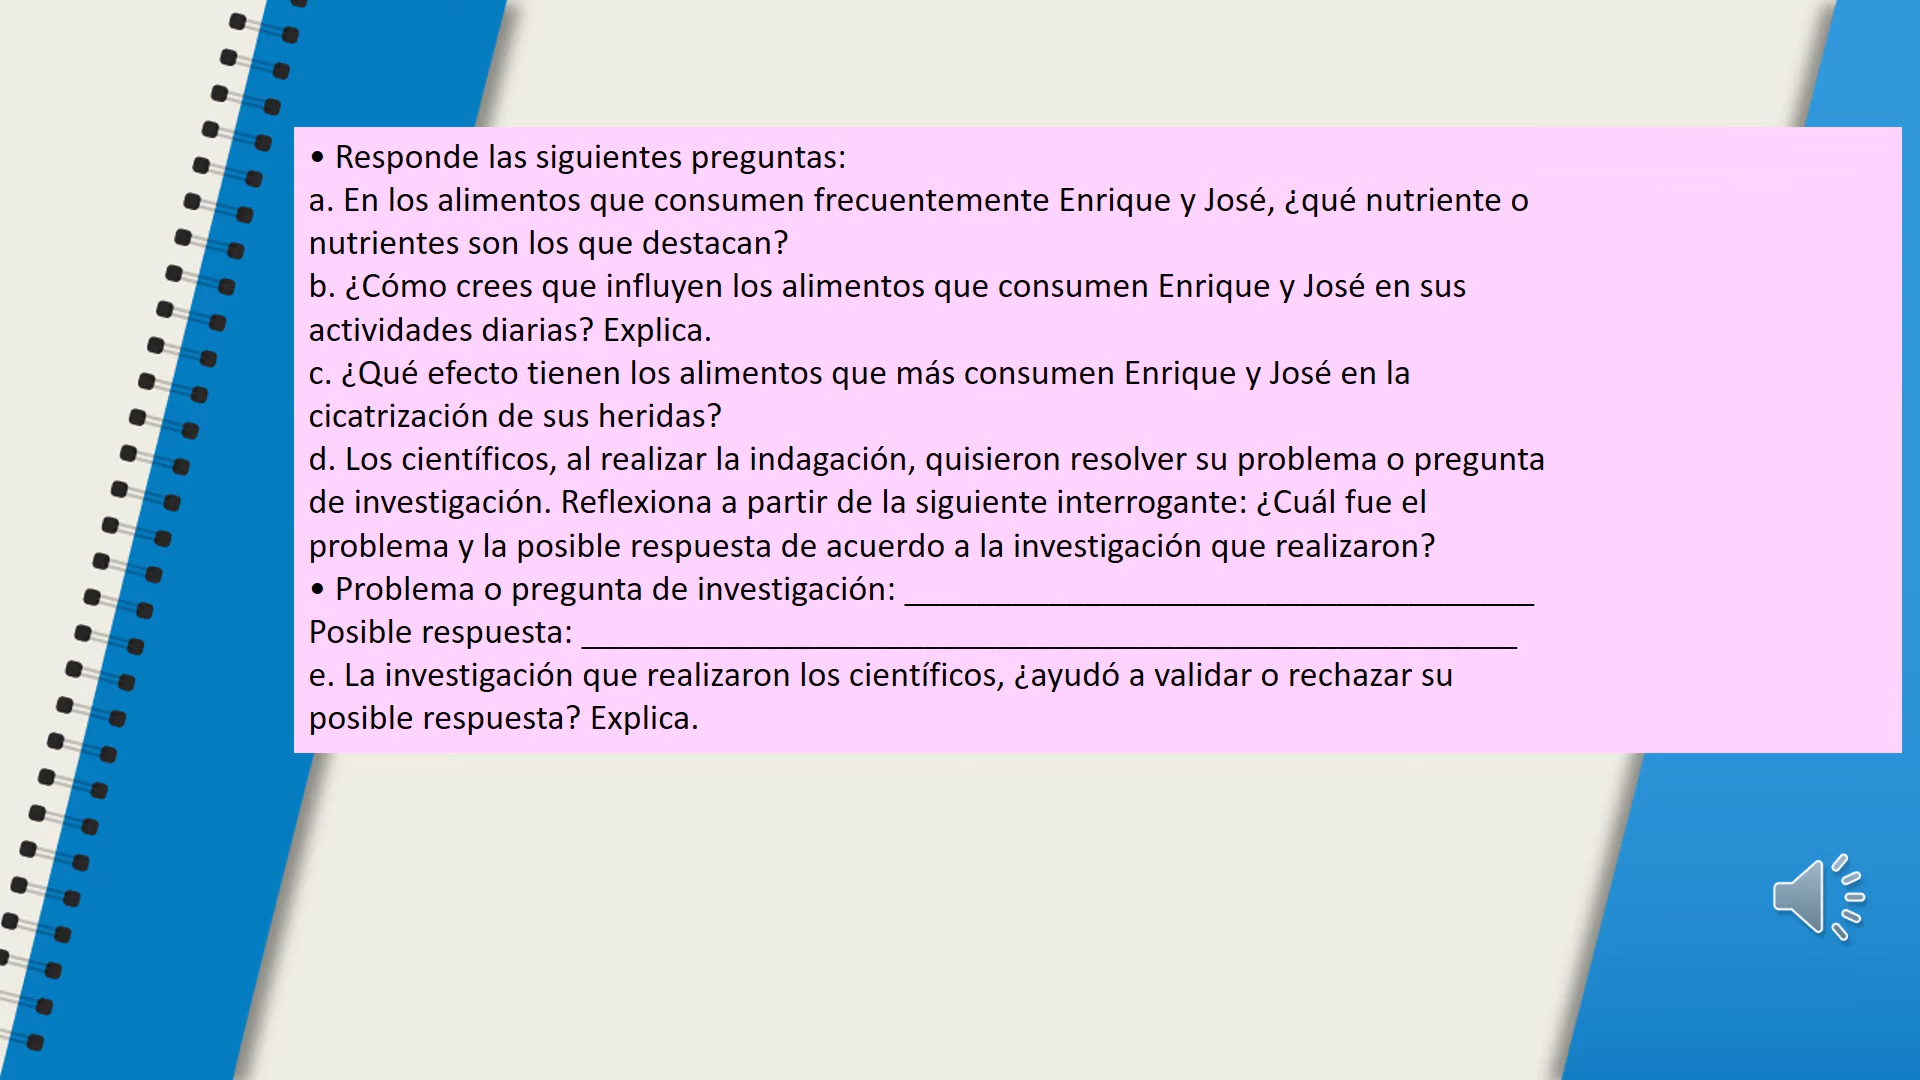 • Responde las siguientes preguntas:
a. En los alimentos que consumen frecuentemente Enrique y José, ¿qué nutriente o
nutrientes son los que destacan?
b. ¿Cómo crees que influyen los alimentos que consumen Enrique y José en sus
actividades diarias? Explica.
c. ¿Qué efecto tienen los alimentos que más consumen Enrique y José en la
cicatrización de sus heridas?
d. Los científicos, al realizar la indagación, quisieron resolver su problema o pregunta
de investigación. Reflexiona a partir de la siguiente interrogante: ¿Cuál fue el
problema y la posible respuesta de acuerdo a la investigación que realizaron?
• Problema o pregunta de investigación: ___________________________________
Posible respuesta: ____________________________________________________
e. La investigación que realizaron los científicos, ¿ayudó a validar o rechazar su
posible respuesta? Explica.